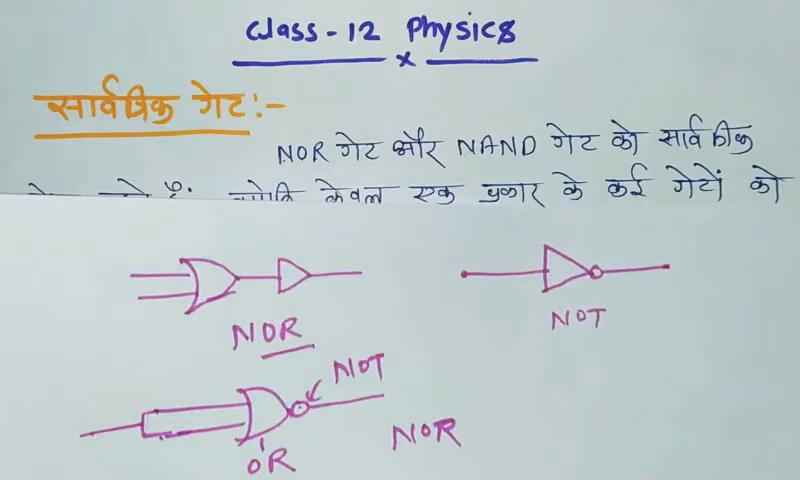 Class-12 Physics
सार्वत्रिक गेट:-
NOR गेट और NAND गेट को सार्वत्रिक
केवल एक प्रकार के कई गेटों को
NOR
NOT
NOT
OR
NOR